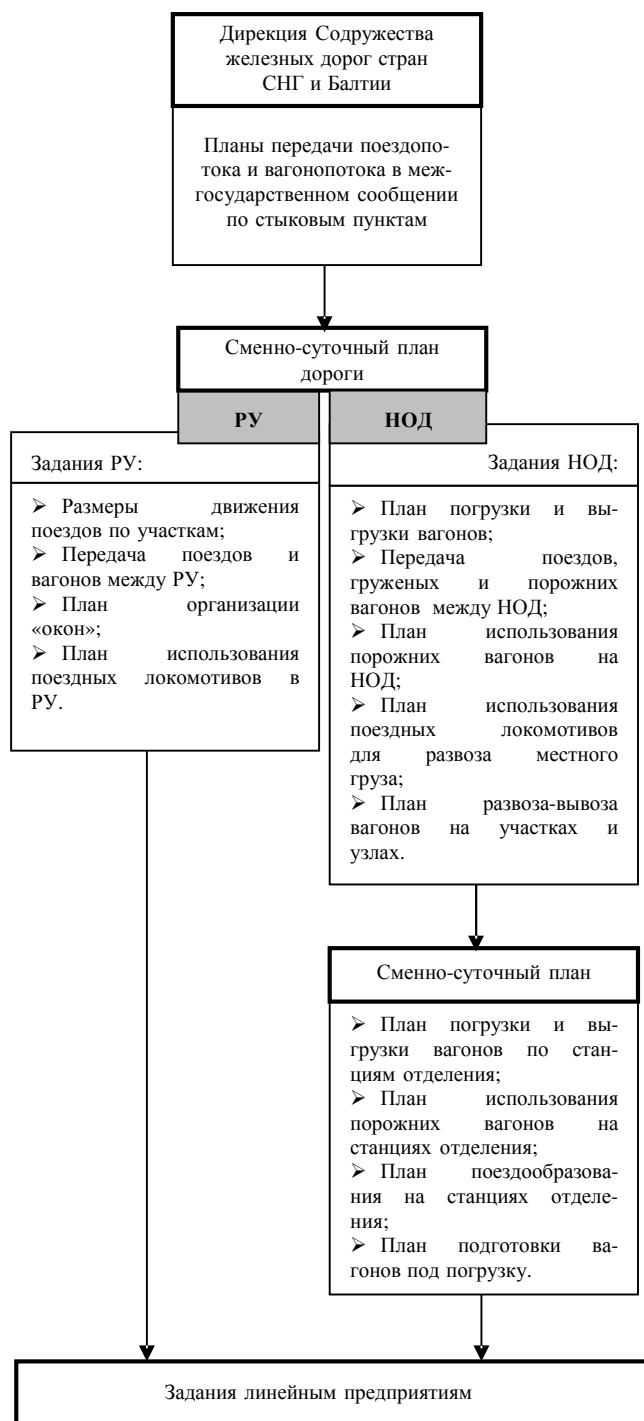 Дирекция Содружества
железных дорог стран
СНГ и Балтии
Планы передачи поездопо-
тока и вагонопотока в меж-
государственном сообщении
по стыковым пунктам
Сменно-суточный план
дороги
РУ
НОД
Задания РУ:
➢ Размеры движения
поездов по участкам;
➢ Передача поездов и
вагонов между РУ;
➢ План организации
«окон»;
➢ План использования
поездных локомотивов в
РУ.
Задания НОД:
➢ План погрузки и вы-
грузки вагонов;
➢ Передача поездов,
груженых и порожних
вагонов между НОД;
➢ План использования
порожних вагонов на
НОД;
➢ План использования
поездных локомотивов
для развоза местного
груза;
➢ План развоза-вывоза
вагонов на участках и
узлах.
Сменно-суточный план
➢ План погрузки и вы-
грузки вагонов по стан-
циям отделения;
➢ План использования
порожних вагонов на
станциях отделения;
➢ План поездообразова-
ния на станциях отделе-
ния;
➢ План подготовки ва-
гонов под погрузку.
Задания линейным предприятиям